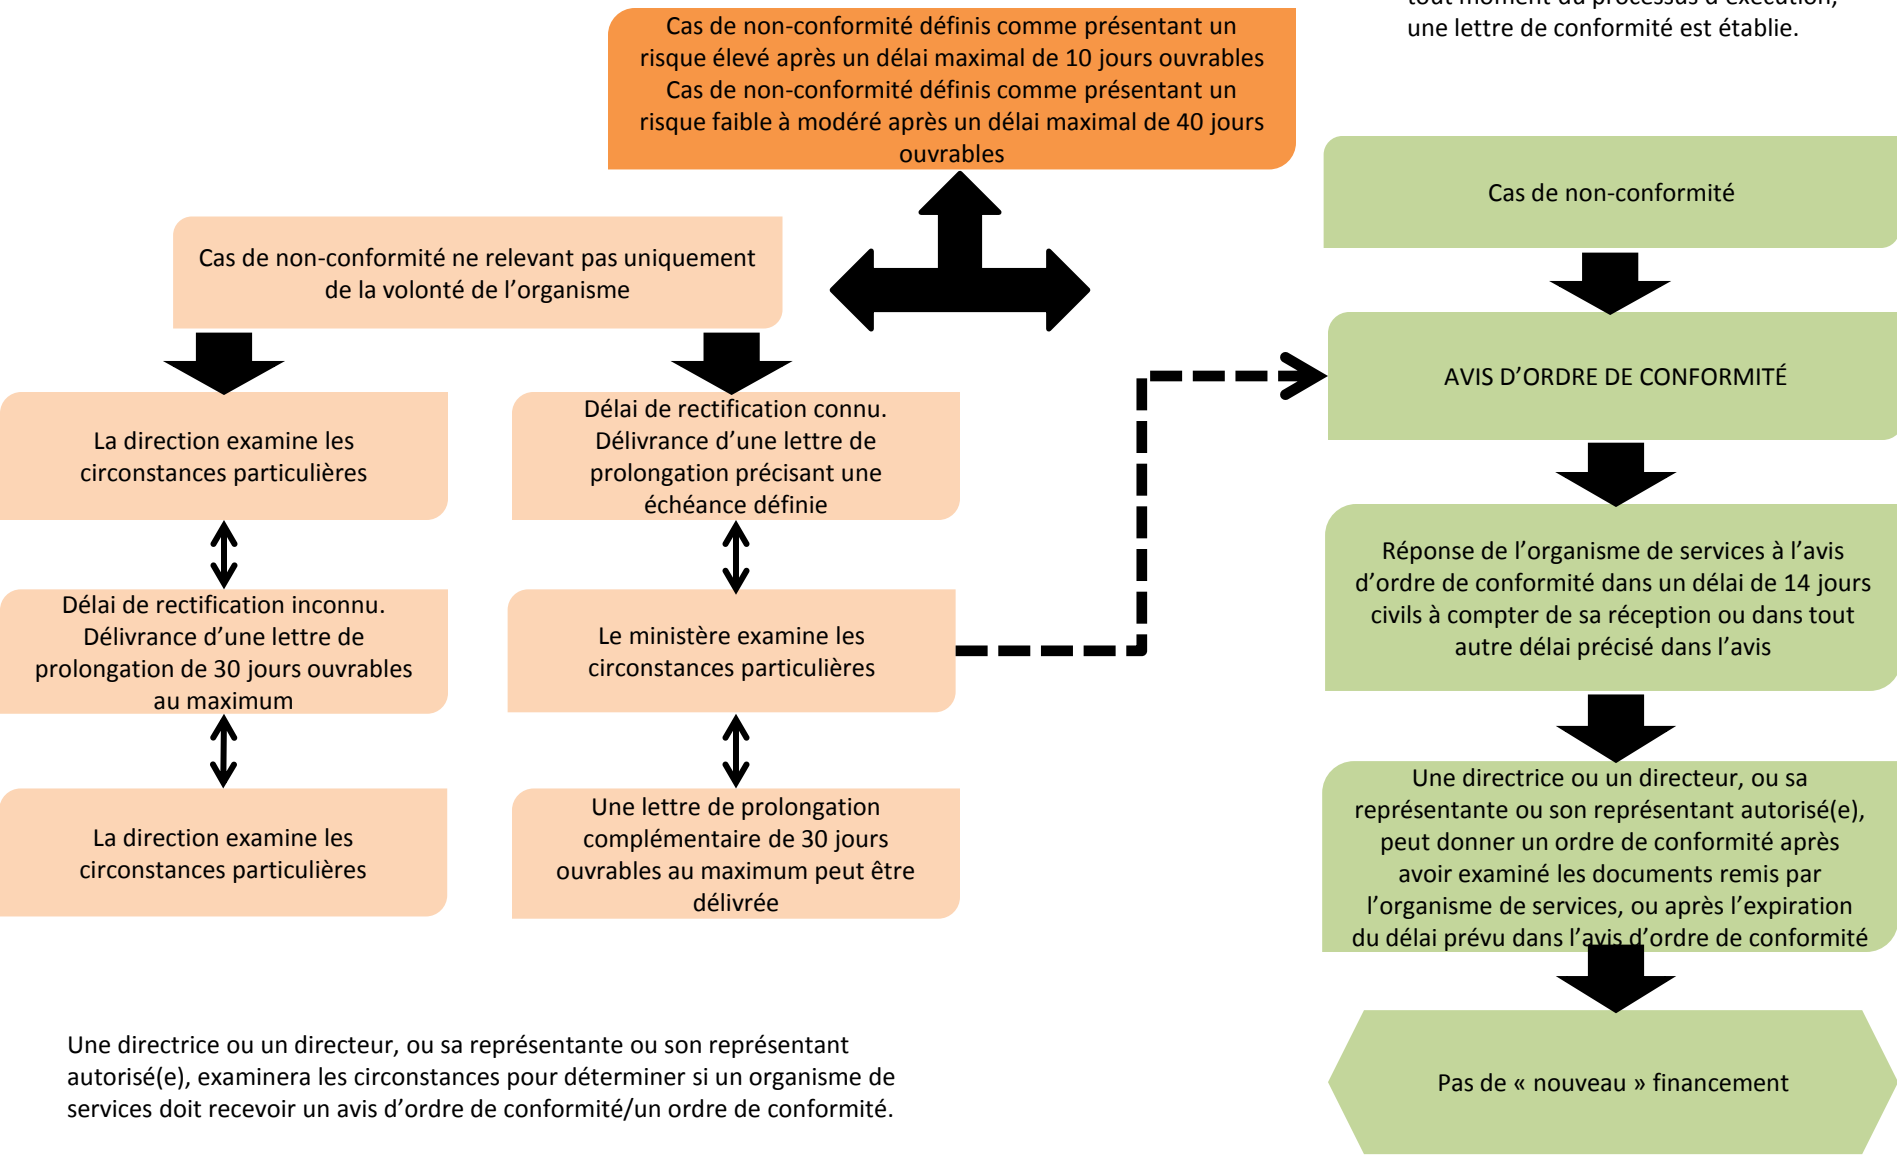 tout moment du processus d'exécution,
une lettre de conformité est établie.
Cas de non-conformité définis comme présentant un
risque élevé après un délai maximal de 10 jours ouvrables
Cas de non-conformité définis comme présentant un
risque faible à modéré après un délai maximal de 40 jours
ouvrables
Cas de non-conformité ne relevant pas uniquement
de la volonté de l’organisme
La direction examine les
circonstances particulières
Délai de rectification inconnu.
Délivrance d’une lettre de
prolongation de 30 jours ouvrables
au maximum
La direction examine les
circonstances particulières
Délai de rectification connu.
Délivrance d’une lettre de
prolongation précisant une
échéance définie
Le ministère examine les
circonstances particulières
Une lettre de prolongation
complémentaire de 30 jours
ouvrables au maximum peut être
délivrée
Cas de non-conformité
AVIS D’ORDRE DE CONFORMITÉ
Réponse de l’organisme de services à l’avis
d’ordre de conformité dans un délai de 14 jours
civils à compter de sa réception ou dans tout
autre délai précisé dans l’avis
Une directrice ou un directeur, ou sa
représentante ou son représentant autorisé(e),
peut donner un ordre de conformité après
avoir examiné les documents remis par
l’organisme de services, ou après l’expiration
du délai prévu dans l’avis d’ordre de conformité
Pas de « nouveau » financement
Une directrice ou un directeur, ou sa représentante ou son représentant
autorisé(e), examinera les circonstances pour déterminer si un organisme de
services doit recevoir un avis d’ordre de conformité/un ordre de conformité.